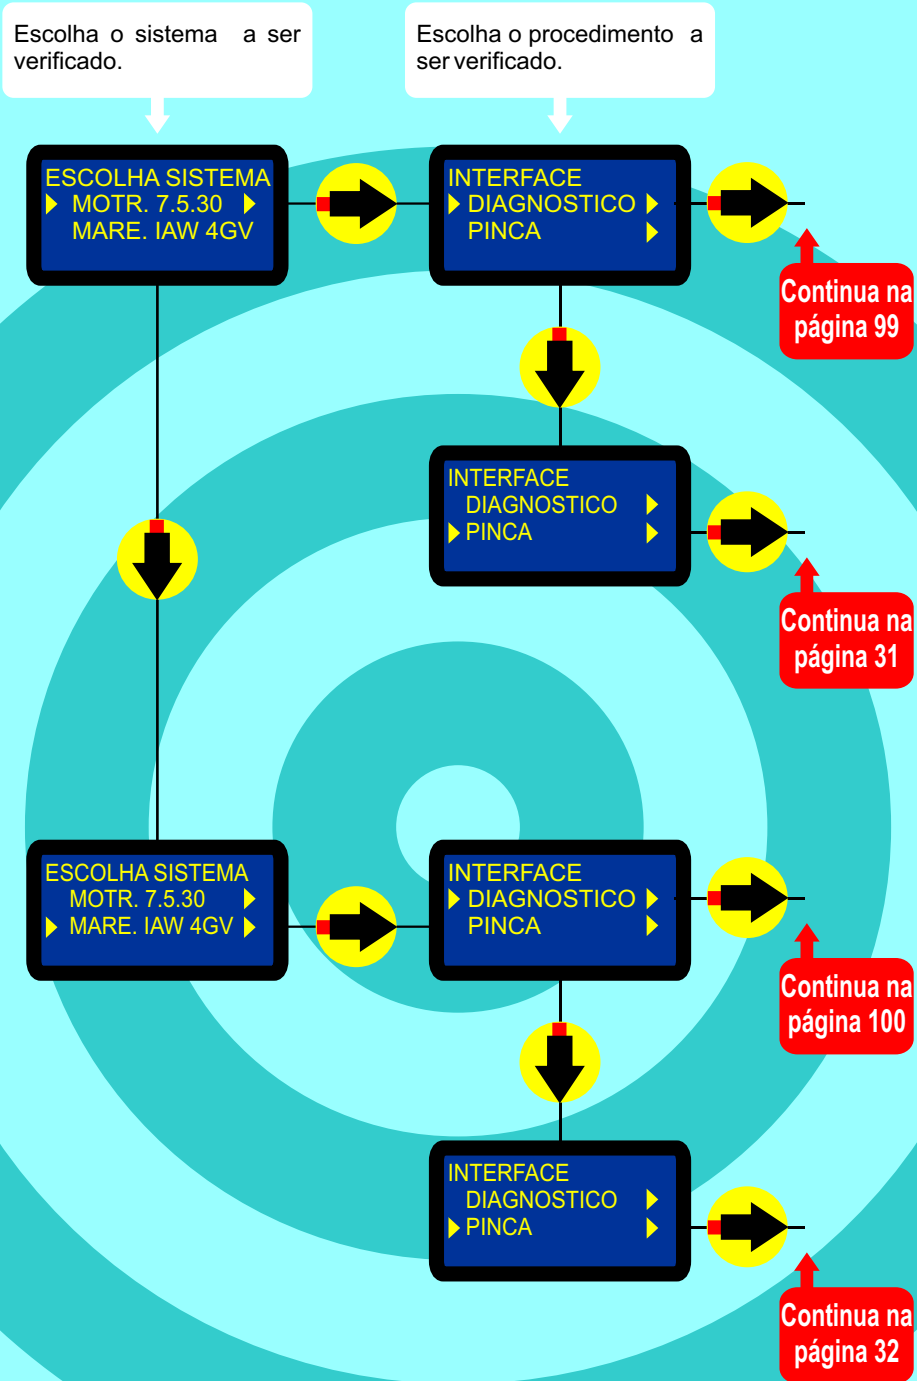 Escolha o sistema a ser
verificado.
Escolha o procedimento a
ser verificado.
ESCOLHA SISTEMA
MOTR. 7.5.30
MARE. IAW 4GV
INTERFACE
DIAGNOSTICO
PINCA
Continua na
página 99
INTERFACE
DIAGNOSTICO
PINCA
Continua na
página 31
ESCOLHA SISTEMA
MOTR. 7.5.30
MARE. IAW 4GV
INTERFACE
DIAGNOSTICO
PINCA
Continua na
página 100
INTERFACE
DIAGNOSTICO
PINCA
Continua na
página 32